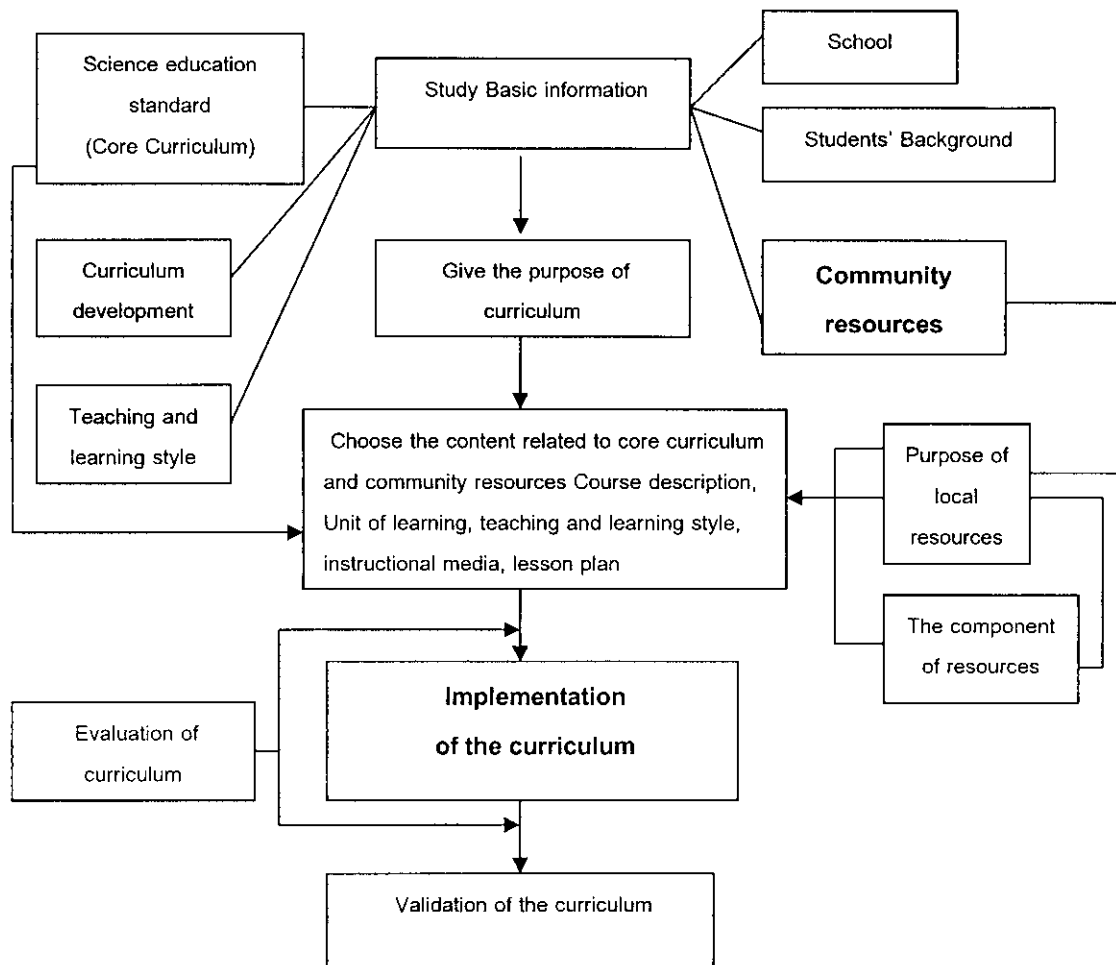 Science education
standard
(Core Curriculum)
Study Basic information
School
Students' Background
Curriculum
development
Give the purpose of
curriculum
Community
resources
Teaching and
learning style
Choose the content related to core curriculum
and community resources Course description,
Unit of learning, teaching and learning style,
instructional media, lesson plan
Purpose of
local
resources
The component
of resources
Implementation
of the curriculum
Evaluation of
curriculum
Validation of the curriculum